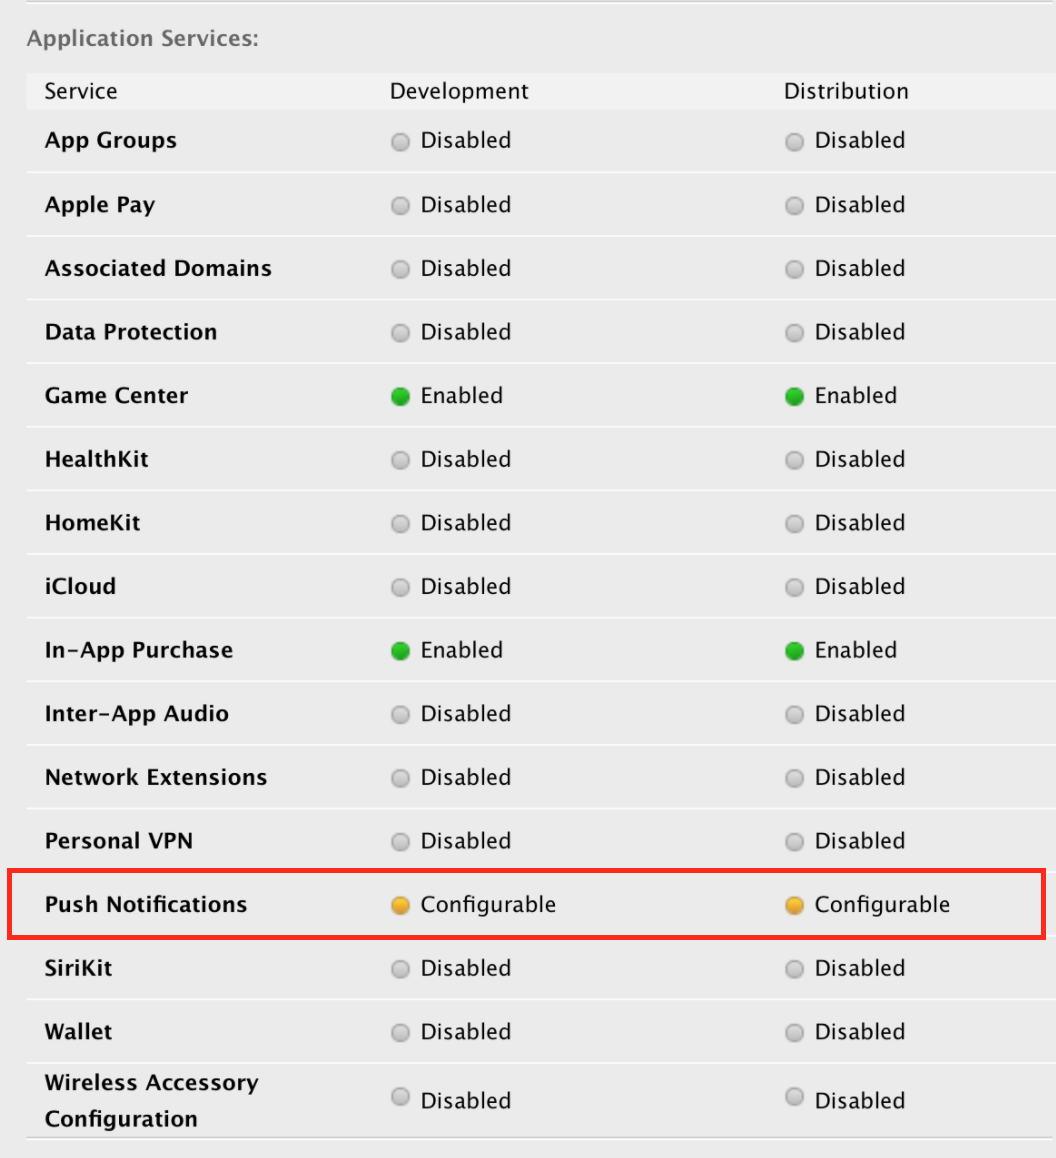 Application Services:
Service Development Distribution
App Groups Disabled Disabled
Apple Pay Disabled Disabled
Associated Domains Disabled Disabled
Data Protection Disabled Disabled
Game Center Enabled Enabled
HealthKit Disabled Disabled
HomeKit Disabled Disabled
iCloud Disabled Disabled
In-App Purchase Enabled Enabled
Inter-App Audio Disabled Disabled
Network Extensions Disabled Disabled
Personal VPN Disabled Disabled
Push Notifications Configurable Configurable
SiriKit Disabled Disabled
Wallet Disabled Disabled
Wireless Accessory
Configuration Disabled Disabled